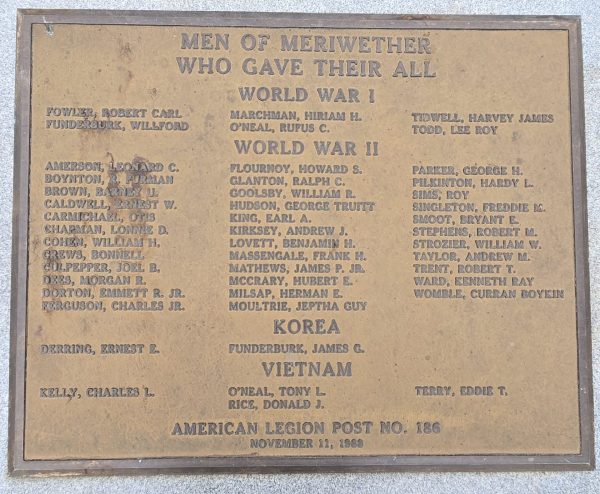 MEN OF MERIWETHER
WHO GAVE THEIR ALL
WORLD WAR I
FOWLER, ROBERT CARL MARCHMAN, HIRIAM H. TIDWELL, HARVEY JAMES
FUNDERBURK, WILLFORD O'NEAL, RUFUS C. TODD, LEE ROY
WORLD WAR II
AMERSON, LEONARD C. FLOURNOY, HOWARD S. PARKER, GEORGE H.
BOYNTON, R. FURMAN GLANTON, RALPH C. PILKINTON, HARDY L.
BROWN, BARNEY U. GOOLSBY, WILLIAM R. SIMS, ROY
CALDWELL, ERNEST W. HUDSON, GEORGE TRUITT SINGLETON, FREDDIE M.
CARMICHAEL, OTIS KING, EARL A. SMOOT, BRYANT E.
CHAPMAN, LONNIE D. KIRKSEY, ANDREW J. STEPHENS, ROBERT M.
COHEN, WILLIAM H. LOVETT, BENJAMIN H. STROZIER, WILLIAM W.
CREWS, BONNELL MASSENGALE, FRANK H. TAYLOR, ANDREW M.
CULPEPPER, JOEL B. MATHEWS, JAMES P. JR. TRENT, ROBERT T.
DEES, MORGAN R. MCCRARY, HUBERT E. WARD, KENNETH RAY
DORTON, EMMETT R. JR. MILSAP, HERMAN E. WOMBLE, CURRAN BOYKIN
FERGUSON, CHARLES JR. MOULTRIE, JEPTHA GUY
KOREA
DERRING, ERNEST E. FUNDERBURK, JAMES G.
VIETNAM
KELLY, CHARLES L. O'NEAL, TONY L. TERRY, EDDIE T.
RICE, DONALD J.
AMERICAN LEGION POST NO. 186
NOVEMBER 11, 1988